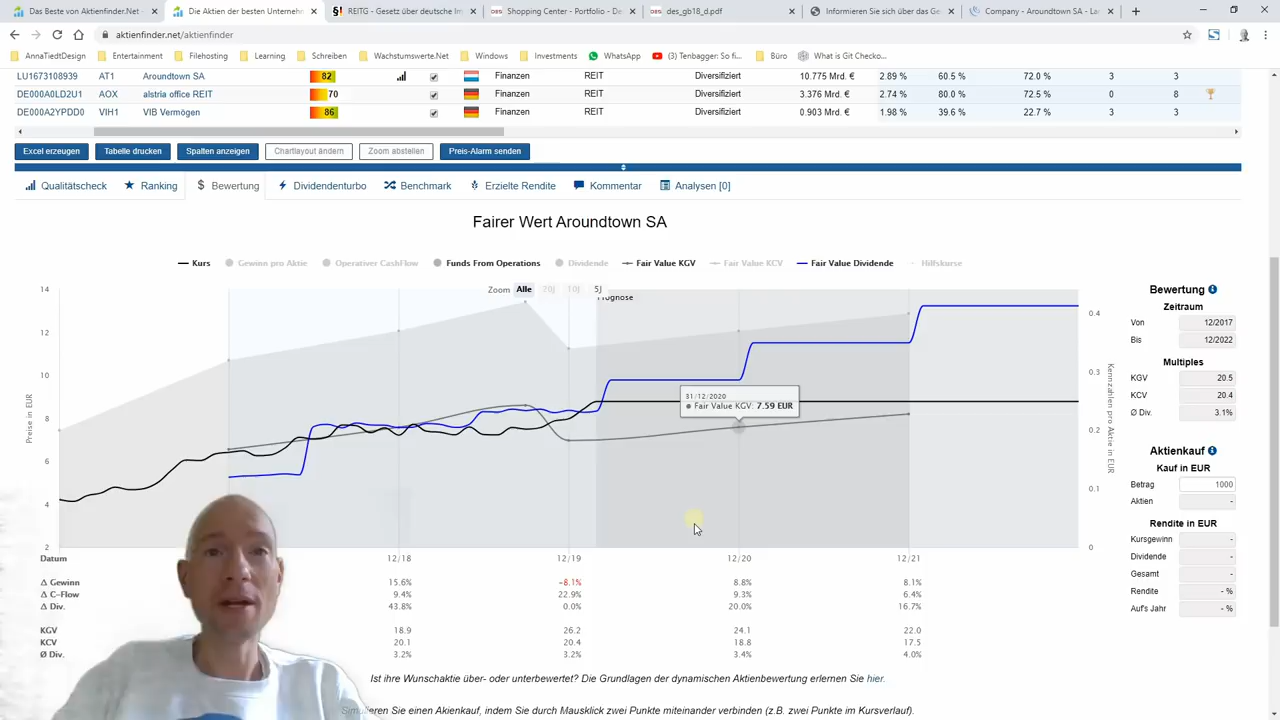 Das Beste von Aktienfinder.Net -
Die Aktien der besten Unternehm
REITG - Gesetz über deutsche Im
Shopping Center - Portfolio - De
des_gb18_d.pdf
Informieren Sie sich über das Ge
Company - Aroundtown SA - La
aktienfinder.net/aktienfinder
AnnaTiedtDesign
Entertainment
Filehosting
Learning
Schreiben
Wachstumswerte.Net
Windows
Investments
WhatsApp
(3) Tenbagger: So fi...
Büro
What is Git Checko...
LU1673108939 AT1 Aroundtown SA 82 Finanzen REIT Diversifiziert 10.775 Mrd. € 2.89 % 60.5 % 72.0 % 3 3
DE000A0LD2U1 AOX alstria office REIT 70 Finanzen REIT Diversifiziert 3.376 Mrd. € 2.74 % 80.0 % 72.5 % 0 8
DE000A2YPDD0 VIH1 VIB Vermögen 86 Finanzen REIT Diversifiziert 0.903 Mrd. € 1.98 % 39.6 % 22.7 % 3 3
Excel erzeugen
Tabelle drucken
Spalten anzeigen
Chartlayout ändern
Zoom abstellen
Preis-Alarm senden
Qualitätscheck
Ranking
Bewertung
Dividendenturbo
Benchmark
Erzielte Rendite
Kommentar
Analysen [0]
Fairer Wert Aroundtown SA
Kurs Gewinn pro Aktie Operativer CashFlow Funds From Operations Dividende Fair Value KGV Fair Value KCV Fair Value Dividende Hilfskurse
Zoom Alle 20J 10J 5J
Prognose
14
12
10
8
6
4
2
Preise in EUR
31/12/2020
Fair Value KGV: 7.59 EUR
0.4
0.3
0.2
0.1
0
Kennzahlen pro Aktie in EUR
Datum 12/18 12/19 12/20 12/21
Δ Gewinn 15.6% -8.1% 8.8% 8.1%
Δ C-Flow 9.4% 22.9% 9.3% 6.4%
Δ Div. 43.8% 0.0% 20.0% 16.7%
KGV 18.9 26.2 24.1 22.0
KCV 20.1 20.4 18.8 17.5
Ø Div. 3.2% 3.2% 3.4% 4.0%
Bewertung
Zeitraum
Von 12/2017
Bis 12/2022
Multiples
KGV 20.5
KCV 20.4
Ø Div. 3.1%
Aktienkauf
Kauf in EUR
Betrag 1000
Aktien -
Rendite in EUR
Kursgewinn -
Dividende -
Gesamt -
Rendite - %
Auf's Jahr - %
Ist ihre Wunschaktie über- oder unterbewertet? Die Grundlagen der dynamischen Aktienbewertung erlernen Sie hier.
Simulieren Sie einen Akienkauf, indem Sie durch Mausklick zwei Punkte miteinander verbinden (z.B. zwei Punkte im Kursverlauf).